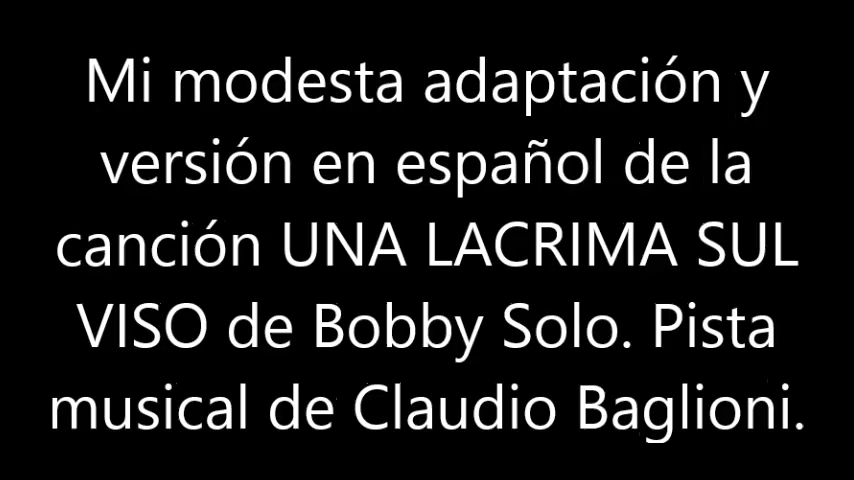 Mi modesta adaptación y
versión en español de la
canción UNA LACRIMA SUL
VISO de Bobby Solo. Pista
musical de Claudio Baglioni.